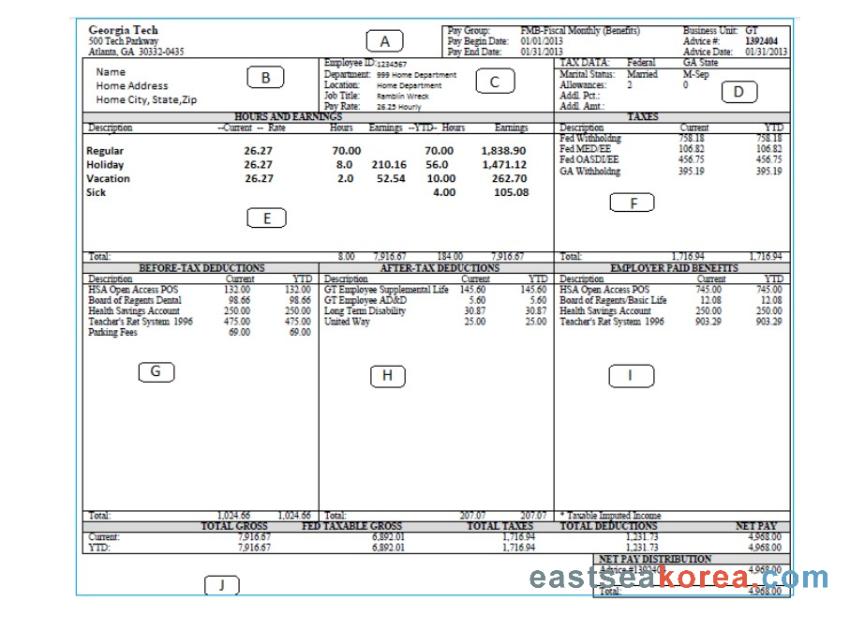 Georgia Tech
500 Tech Parkway
Atlanta, GA 30332-0435
A
Pay Group: FMB-Fiscal Monthly (Benefits)
Pay Begin Date: 01/01/2013
Pay End Date: 01/31/2013
Business Unit: GT
Advice #: 1392404
Advice Date: 01/31/2013
Name
Home Address
Home City, State,Zip
B
Employee ID:1234567
Department: 999 Home Department
Location: Home Department
Job Title: Ramblin Wreck
Pay Rate: 26.25 Hourly
C
TAX DATA: Federal GA State
Marital Status: Married M-Sep
Allowances: 2 0
Addl. Pct.:
Addl. Amt.:
D
HOURS AND EARNINGS
Description --Current -- Rate Hours Earnings --YTD-- Hours Earnings
Regular 26.27 70.00 70.00 1,838.90
Holiday 26.27 8.0 210.16 56.0 1,471.12
Vacation 26.27 2.0 52.54 10.00 262.70
Sick 4.00 105.08
E
Total: 8.00 7,916.67 184.00 7,916.67
TAXES
Description Current YTD
Fed Withholdng 758.18 758.18
Fed MED/EE 106.82 106.82
Fed OASDI/EE 456.75 456.75
GA Withholdng 395.19 395.19
F
Total: 1,716.94 1,716.94
BEFORE-TAX DEDUCTIONS
Description Current YTD
HSA Open Access POS 132.00 132.00
Board of Regents Dental 98.66 98.66
Health Savings Account 250.00 250.00
Teacher's Ret System 1996 475.00 475.00
Parking Fees 69.00 69.00
G
Total: 1,024.66 1,024.66
AFTER-TAX DEDUCTIONS
Description Current YTD
GT Employee Supplemental Life 145.60 145.60
GT Employee AD&D 5.60 5.60
Long Term Disability 30.87 30.87
United Way 25.00 25.00
H
Total: 207.07 207.07
EMPLOYER PAID BENEFITS
Description Current YTD
HSA Open Access POS 745.00 745.00
Board of Regents/Basic Life 12.08 12.08
Health Savings Account 250.00 250.00
Teacher's Ret System 1996 903.29 903.29
I
* Taxable Imputed Income
TOTAL GROSS FED TAXABLE GROSS TOTAL TAXES TOTAL DEDUCTIONS NET PAY
Current: 7,916.67 6,892.01 1,716.94 1,231.73 4,968.00
YTD: 7,916.67 6,892.01 1,716.94 1,231.73 4,968.00
NET PAY DISTRIBUTION
Advice #1392404 4,968.00
Total: 4,968.00
J
eastseakorea.com